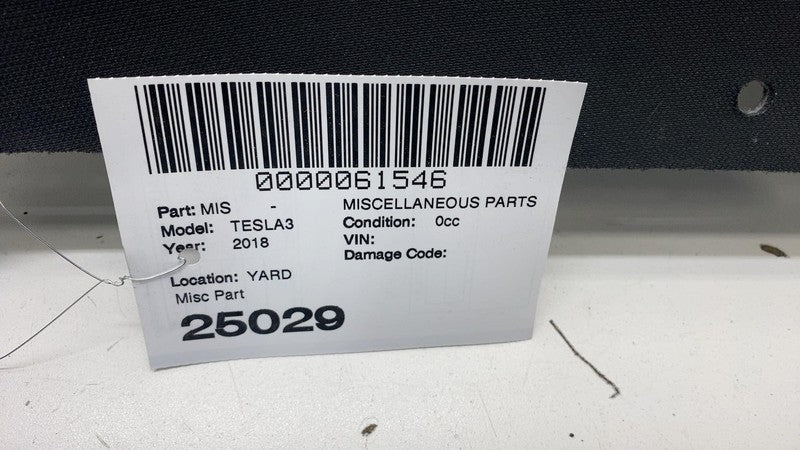 0000061546
Part: MIS - MISCELLANEOUS PARTS
Model: TESLA3 Condition: 0cc
Year: 2018 VIN:
Damage Code:
Location: YARD
Misc Part
25029